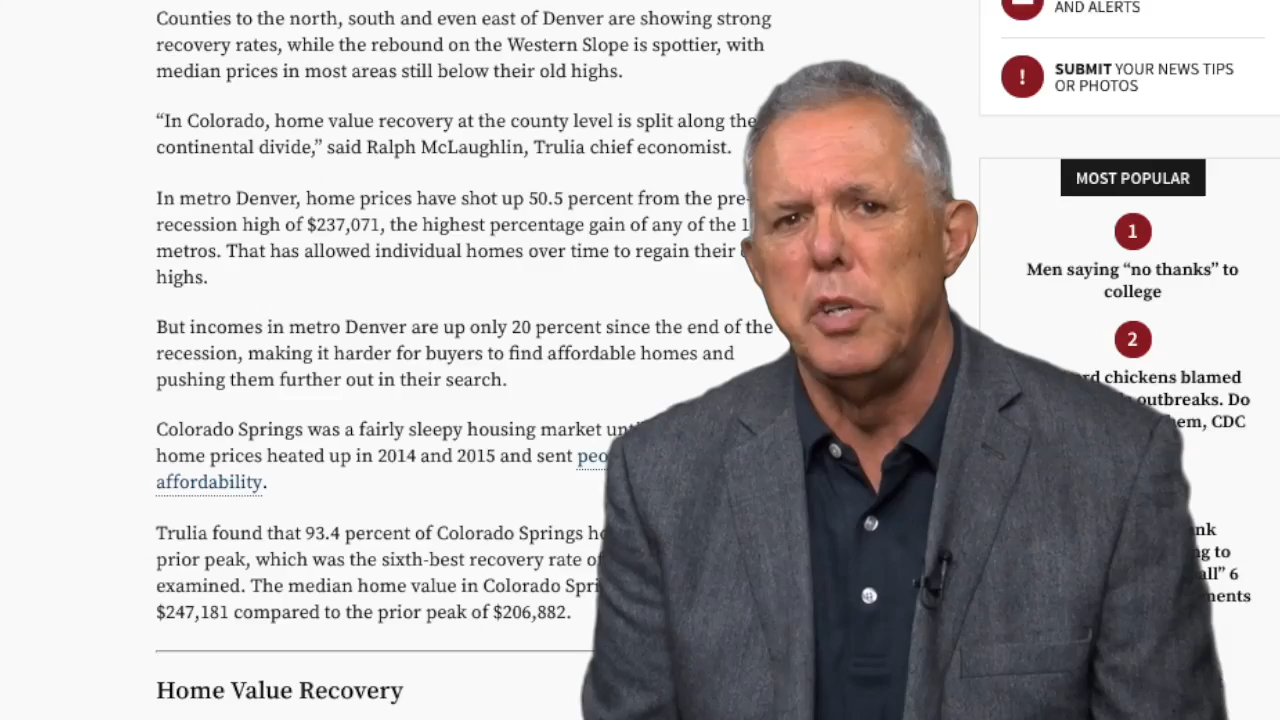 Counties to the north, south and even east of Denver are showing strong
recovery rates, while the rebound on the Western Slope is spottier, with
median prices in most areas still below their old highs.
“In Colorado, home value recovery at the county level is split along the
continental divide,” said Ralph McLaughlin, Trulia chief economist.
In metro Denver, home prices have shot up 50.5 percent from the pre-
recession high of $237,071, the highest percentage gain of any of the
metros. That has allowed individual homes over time to regain their
highs.
But incomes in metro Denver are up only 20 percent since the end of the
recession, making it harder for buyers to find affordable homes and
pushing them further out in their search.
Colorado Springs was a fairly sleepy housing market
home prices heated up in 2014 and 2015 and sent
affordability.
Trulia found that 93.4 percent of Colorado Springs
prior peak, which was the sixth-best recovery rate
examined. The median home value in Colorado
$247,181 compared to the prior peak of $206,882.
Home Value Recovery
AND ALERTS
! SUBMIT YOUR NEWS TIPS
OR PHOTOS
MOST POPULAR
1
Men saying “no thanks” to
college
2
chickens blamed
outbreaks. Do
CDC
to
6